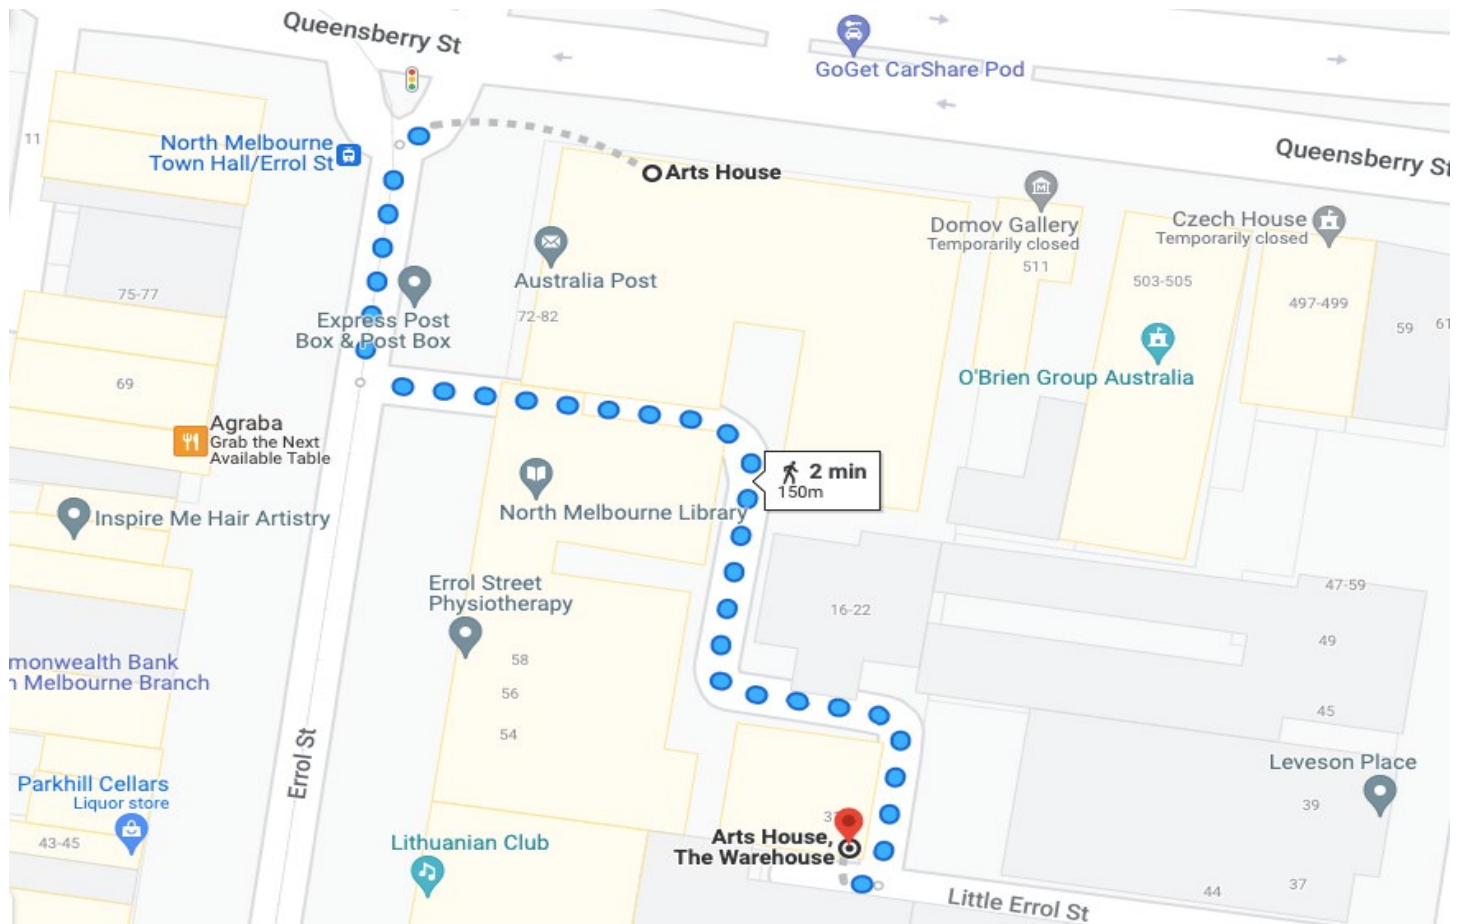 Queensberry St
GoGet CarShare Pod
11
North Melbourne
Town Hall/Errol St
Arts House
Queensberry St
Domov Gallery
Temporarily closed
511
Czech House
Temporarily closed
503-505
497-499
59
61
75-77
Australia Post
72-82
Express Post
Box & Post Box
O'Brien Group Australia
69
Agraba
Grab the Next
Available Table
2 min
150m
Inspire Me Hair Artistry
North Melbourne Library
Errol Street
Physiotherapy
16-22
47-59
49
58
56
54
45
monwealth Bank
n Melbourne Branch
Errol St
Leveson Place
39
Parkhill Cellars
Liquor store
43-45
Lithuanian Club
Arts House,
The Warehouse
Little Errol St
44
37